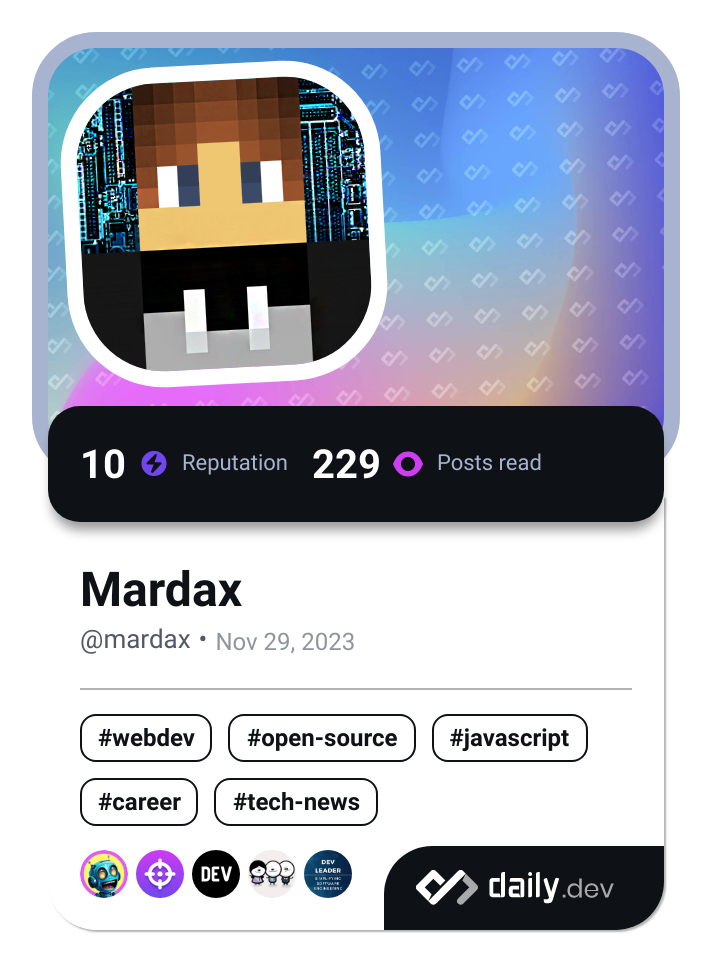 10 Reputation 229 Posts read
Mardax
@mardax • Nov 29, 2023
#webdev #open-source #javascript
#career #tech-news
DEV
DEV
LEADER
daily.dev